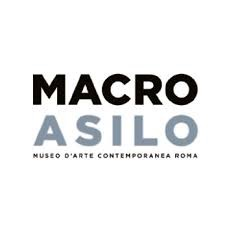 MACRO
ASILO
MUSEO D'ARTE CONTEMPORANEA ROMA